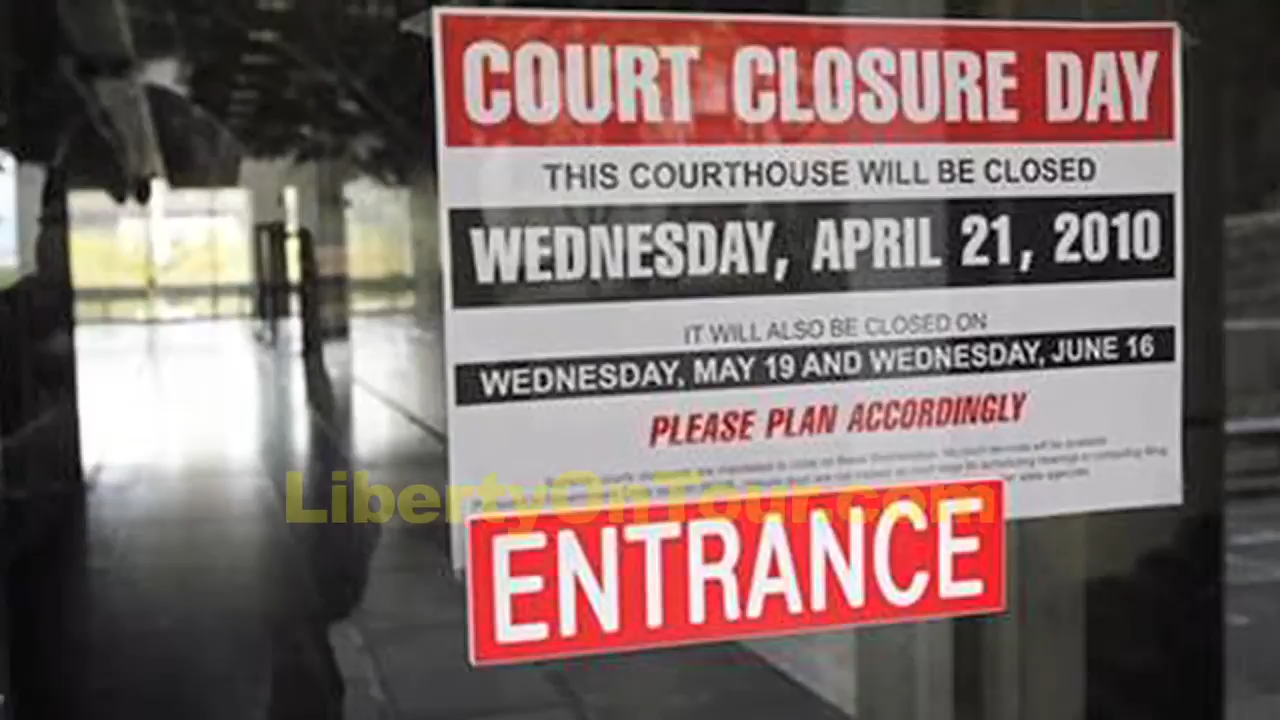 COURT CLOSURE DAY
THIS COURTHOUSE WILL BE CLOSED
WEDNESDAY, APRIL 21, 2010
IT WILL ALSO BE CLOSED ON
WEDNESDAY, MAY 19 AND WEDNESDAY, JUNE 16
PLEASE PLAN ACCORDINGLY
LibertyOnTour.com
ENTRANCE